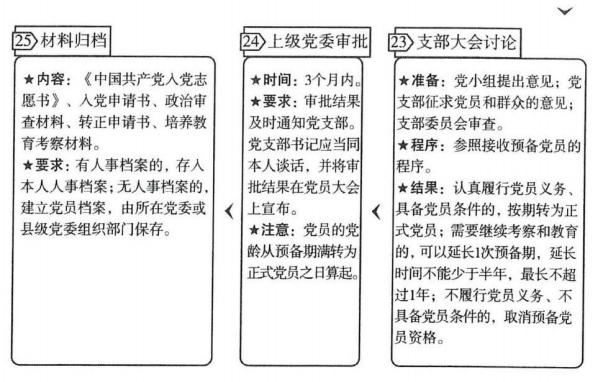 25 材料归档
★内容：《中国共产党入党志
愿书》、入党申请书、政治审
查材料、转正申请书、培养教
育考察材料。
★要求：有人事档案的，存入
本人人事档案；无人事档案的，
建立党员档案，由所在党委或
县级党委组织部门保存。
24 上级党委审批
★时间：3个月内。
★要求：审批结果
及时通知党支部。
党支部书记应当同
本人谈话，并将审
批结果在党员大会
上宣布。
★注意：党员的党
龄从预备期满转为
正式党员之日算起。
23 支部大会讨论
★准备：党小组提出意见；党
支部征求党员和群众的意见；
支部委员会审查。
★程序：参照接收预备党员的
程序。
★结果：认真履行党员义务、
具备党员条件的，按期转为正
式党员；需要继续考察和教育
的，可以延长1次预备期，延长
时间不能少于半年，最长不超
过1年；不履行党员义务、不
具备党员条件的，取消预备党
员资格。